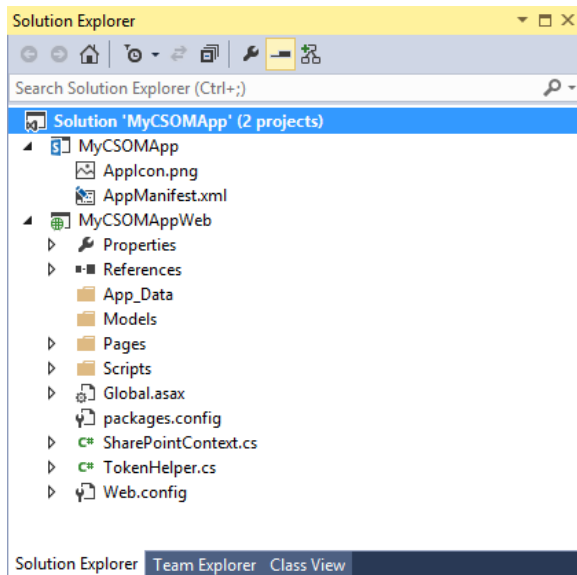 Solution Explorer
Search Solution Explorer (Ctrl+;)
Solution 'MyCSOMApp' (2 projects)
MyCSOMApp
AppIcon.png
AppManifest.xml
MyCSOMAppWeb
Properties
References
App_Data
Models
Pages
Scripts
Global.asax
packages.config
C# SharePointContext.cs
C# TokenHelper.cs
Web.config
Solution Explorer Team Explorer Class View